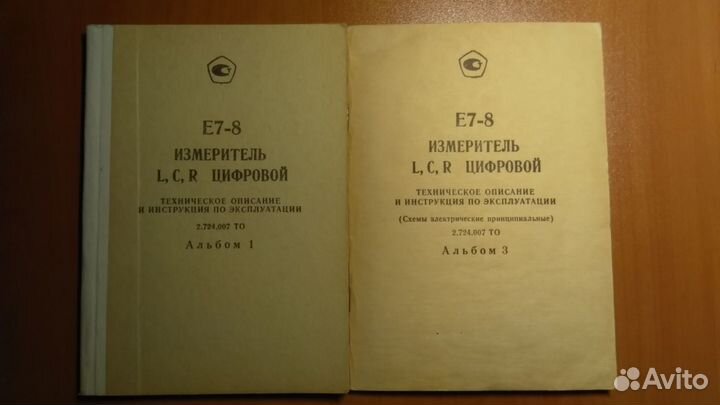 Е7-8
ИЗМЕРИТЕЛЬ
L, C, R ЦИФРОВОЙ
ТЕХНИЧЕСКОЕ ОПИСАНИЕ
И ИНСТРУКЦИЯ ПО ЭКСПЛУАТАЦИИ
2.724.007 ТО
Альбом 1
Е7-8
ИЗМЕРИТЕЛЬ
L, C, R ЦИФРОВОЙ
ТЕХНИЧЕСКОЕ ОПИСАНИЕ
И ИНСТРУКЦИЯ ПО ЭКСПЛУАТАЦИИ
(Схемы электрические принципиальные)
2.724.007 ТО
Альбом 3
Avito